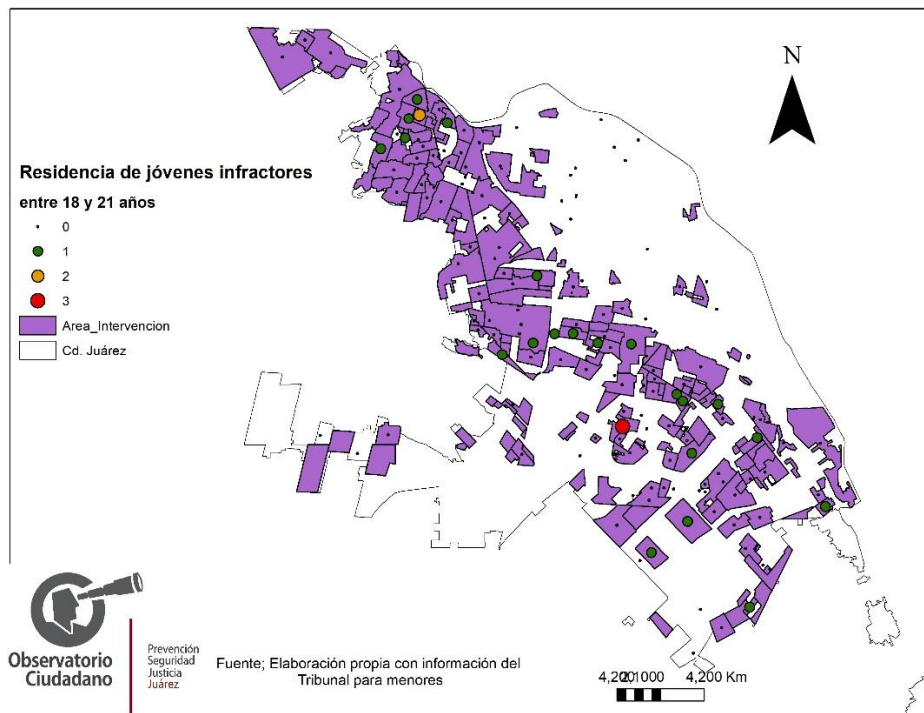 N
Residencia de jóvenes infractores
entre 18 y 21 años
0
1
2
3
Area_Intervencion
Cd. Juárez
Observatorio
Ciudadano
Prevención
Seguridad
Justicia
Juárez
Fuente; Elaboración propia con información del
Tribunal para menores
4,200 Km